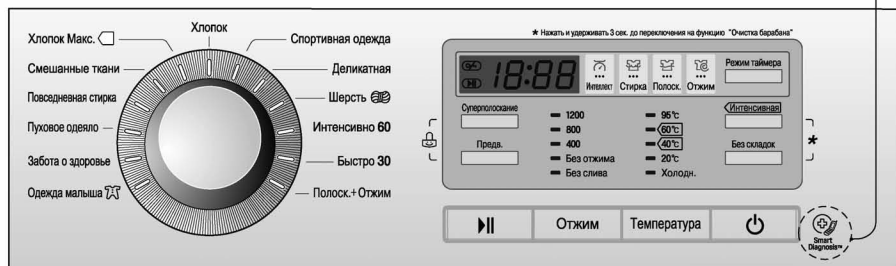 Хлопок
Хлопок Макс.
Спортивная одежда
Смешанные ткани
Деликатная
Повседневная стирка
Шерсть
Пуховое одеяло
Интенсивно 60
Забота о здоровье
Быстро 30
Одежда малыша
Полоск.+ Отжим
* Нажать и удерживать 3 сек. до переключения на функцию "Очистка барабана"
18:88
Интеллект Стирка Полоск. Отжим
Режим таймера
Суперполоскание
Предв.
1200
800
400
Без отжима
Без слива
95°C
60°C
40°C
20°C
Холодн.
Интенсивная
Без складок
*
Отжим
Температура
Smart
Diagnosis™